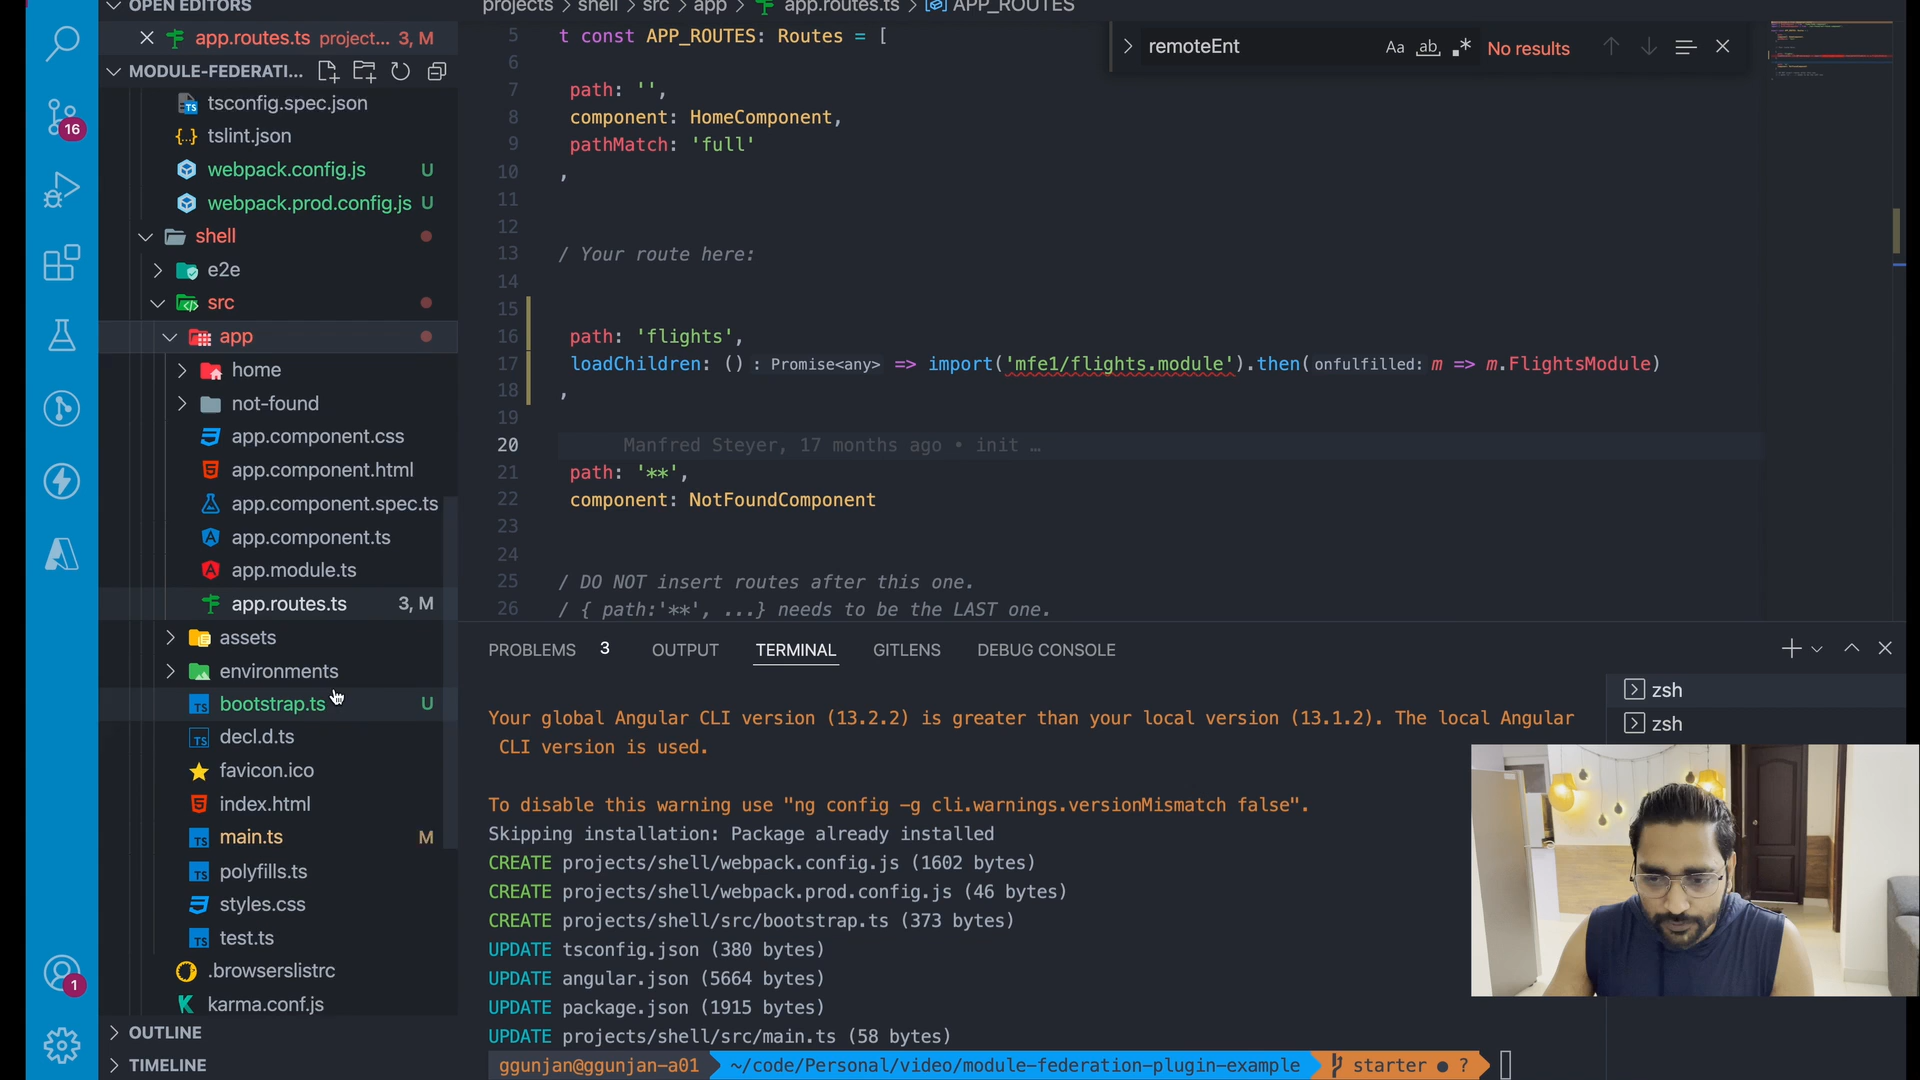 OPEN EDITORS
app.routes.ts project... 3, M
MODULE-FEDERATI...
tsconfig.spec.json
tslint.json
webpack.config.js U
webpack.prod.config.js U
shell
e2e
src
app
home
not-found
app.component.css
app.component.html
app.component.spec.ts
app.component.ts
app.module.ts
app.routes.ts 3, M
assets
environments
bootstrap.ts U
decl.d.ts
favicon.ico
index.html
main.ts M
polyfills.ts
styles.css
test.ts
.browserslistrc
karma.conf.js
OUTLINE
TIMELINE
16
1
projects > shell > src > app > app.routes.ts > APP_ROUTES
remoteEnt Aa ab No results
5 t const APP_ROUTES: Routes = [
6
7 path: '',
8 component: HomeComponent,
9 pathMatch: 'full'
10 ,
11
12
13 / Your route here:
14
15
16 path: 'flights',
17 loadChildren: () : Promise<any> => import('mfe1/flights.module').then( onfulfilled: m => m.FlightsModule)
18 ,
19
20 Manfred Steyer, 17 months ago • init …
21 path: '**',
22 component: NotFoundComponent
23
24
25 / DO NOT insert routes after this one.
26 / { path:'**', ...} needs to be the LAST one.
PROBLEMS 3 OUTPUT TERMINAL GITLENS DEBUG CONSOLE
zsh
zsh
Your global Angular CLI version (13.2.2) is greater than your local version (13.1.2). The local Angular
CLI version is used.
To disable this warning use "ng config -g cli.warnings.versionMismatch false".
Skipping installation: Package already installed
CREATE projects/shell/webpack.config.js (1602 bytes)
CREATE projects/shell/webpack.prod.config.js (46 bytes)
CREATE projects/shell/src/bootstrap.ts (373 bytes)
UPDATE tsconfig.json (380 bytes)
UPDATE angular.json (5664 bytes)
UPDATE package.json (1915 bytes)
UPDATE projects/shell/src/main.ts (58 bytes)
ggunjan@ggunjan-a01 ~/code/Personal/video/module-federation-plugin-example starter ● ?